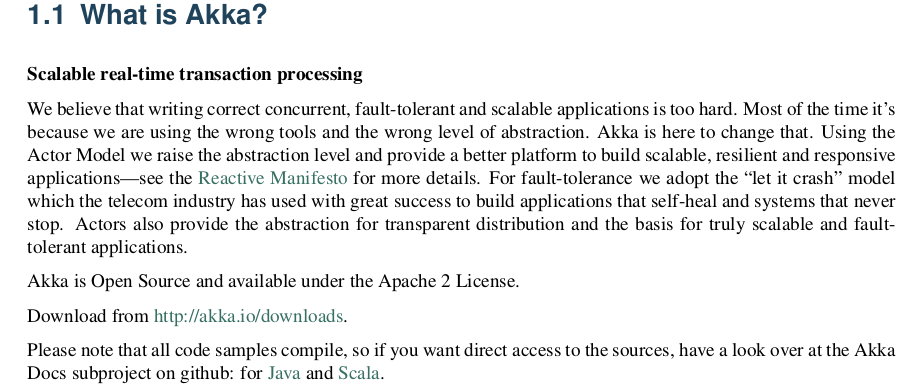 1.1 What is Akka?
Scalable real-time transaction processing
We believe that writing correct concurrent, fault-tolerant and scalable applications is too hard. Most of the time it's
because we are using the wrong tools and the wrong level of abstraction. Akka is here to change that. Using the
Actor Model we raise the abstraction level and provide a better platform to build scalable, resilient and responsive
applications—see the Reactive Manifesto for more details. For fault-tolerance we adopt the “let it crash” model
which the telecom industry has used with great success to build applications that self-heal and systems that never
stop. Actors also provide the abstraction for transparent distribution and the basis for truly scalable and fault-
tolerant applications.
Akka is Open Source and available under the Apache 2 License.
Download from http://akka.io/downloads.
Please note that all code samples compile, so if you want direct access to the sources, have a look over at the Akka
Docs subproject on github: for Java and Scala.